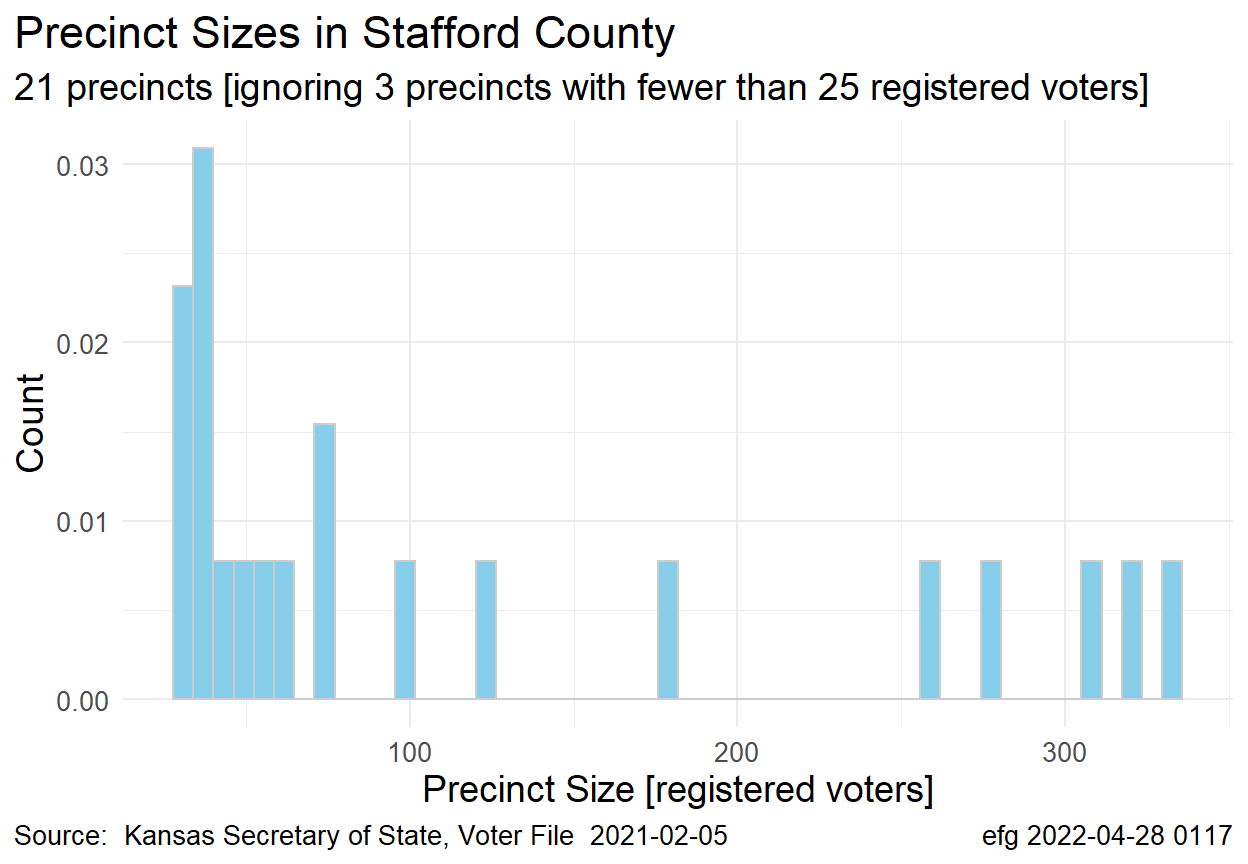 Precinct Sizes in Stafford County
21 precincts [ignoring 3 precincts with fewer than 25 registered voters]
0.03
0.02
0.01
0.00
Count
100 200 300
Precinct Size [registered voters]
Source:  Kansas Secretary of State, Voter File  2021-02-05
efg 2022-04-28 0117